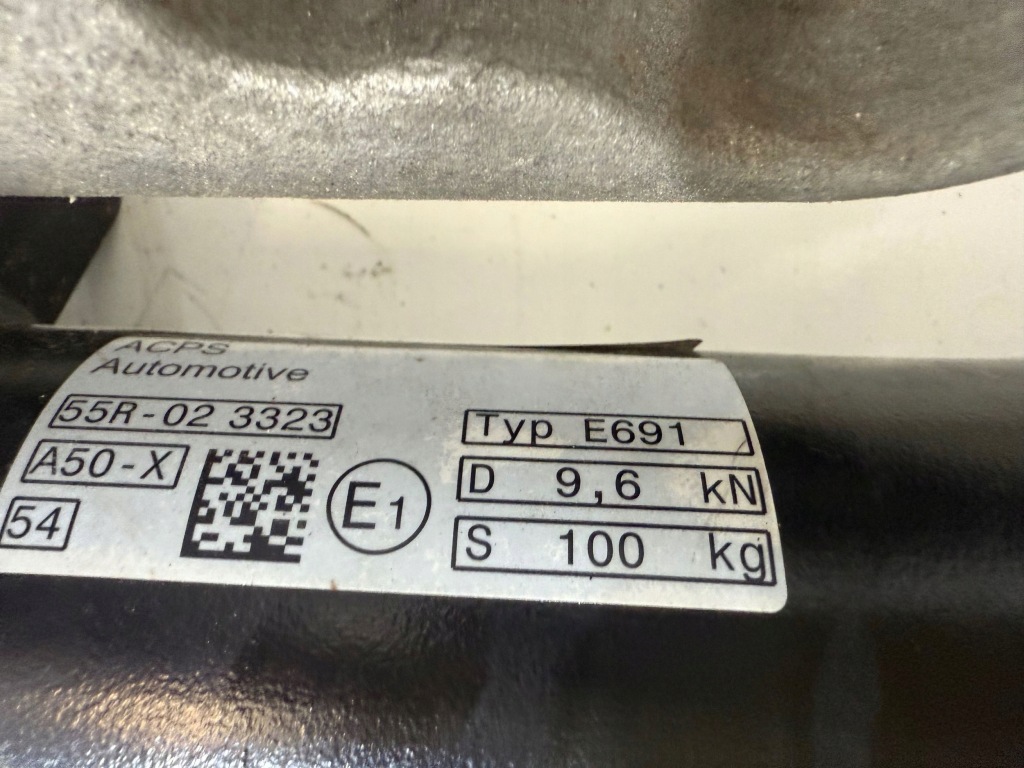 ACPS
Automotive
55R-02 3323
A50-X
54
E1
Typ E691
D 9,6 kN
S 100 kg